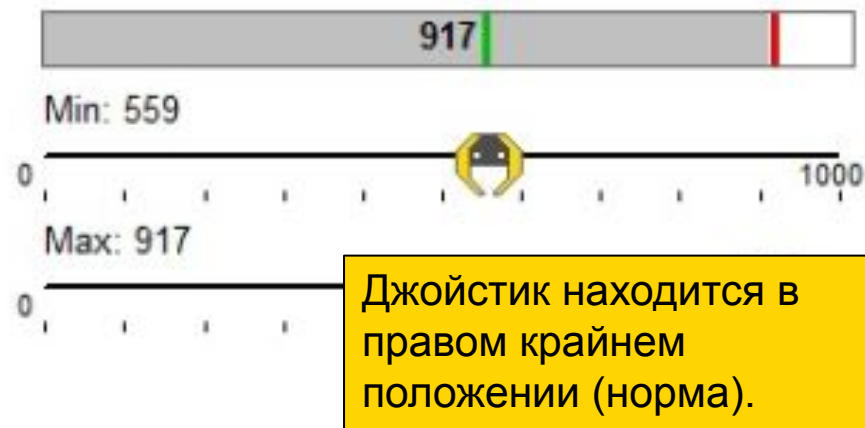 917
Min: 559
0 1000
Max: 917
0
Джойстик находится в
правом крайнем
положении (норма).